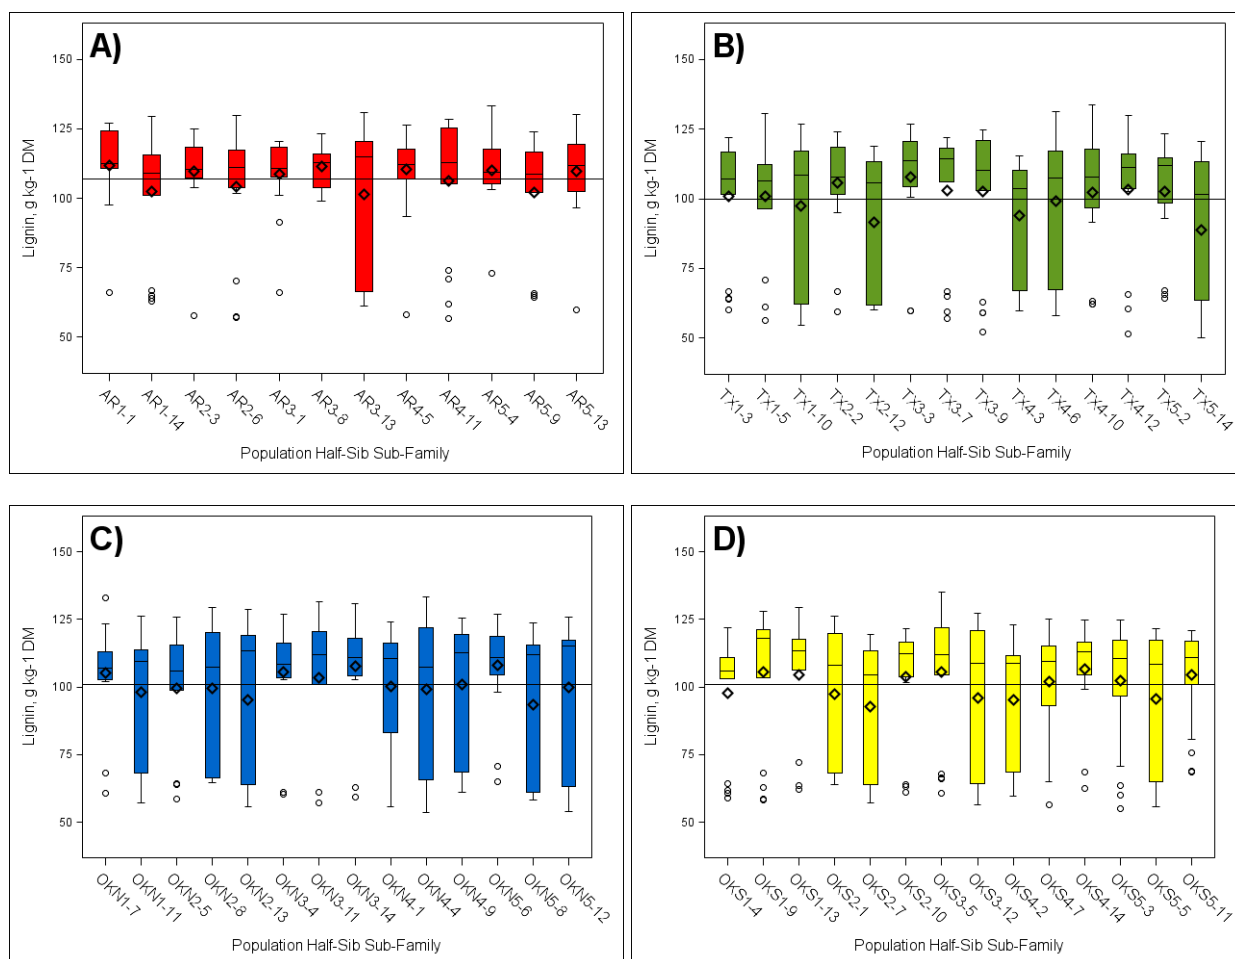 A)
Lignin, g kg-1 DM
150
125
100
75
50
AR1-1
AR1-14
AR2-3
AR2-6
AR3-1
AR3-8
AR3-13
AR4-5
AR4-11
AR5-4
AR5-9
AR5-13
Population Half-Sib Sub-Family
B)
Lignin, g kg-1 DM
150
125
100
75
50
TX1-3
TX1-5
TX1-10
TX2-2
TX2-12
TX3-3
TX3-7
TX3-9
TX4-3
TX4-6
TX4-10
TX4-12
TX5-2
TX5-14
Population Half-Sib Sub-Family
C)
Lignin, g kg-1 DM
150
125
100
75
50
OKN1-7
OKN1-11
OKN2-5
OKN2-8
OKN2-13
OKN3-4
OKN3-11
OKN3-14
OKN4-1
OKN4-4
OKN4-9
OKN5-6
OKN5-8
OKN5-12
Population Half-Sib Sub-Family
D)
Lignin, g kg-1 DM
150
125
100
75
50
OKS1-4
OKS1-9
OKS1-13
OKS2-1
OKS2-7
OKS2-10
OKS3-5
OKS3-12
OKS4-2
OKS4-7
OKS4-14
OKS5-3
OKS5-5
OKS5-11
Population Half-Sib Sub-Family